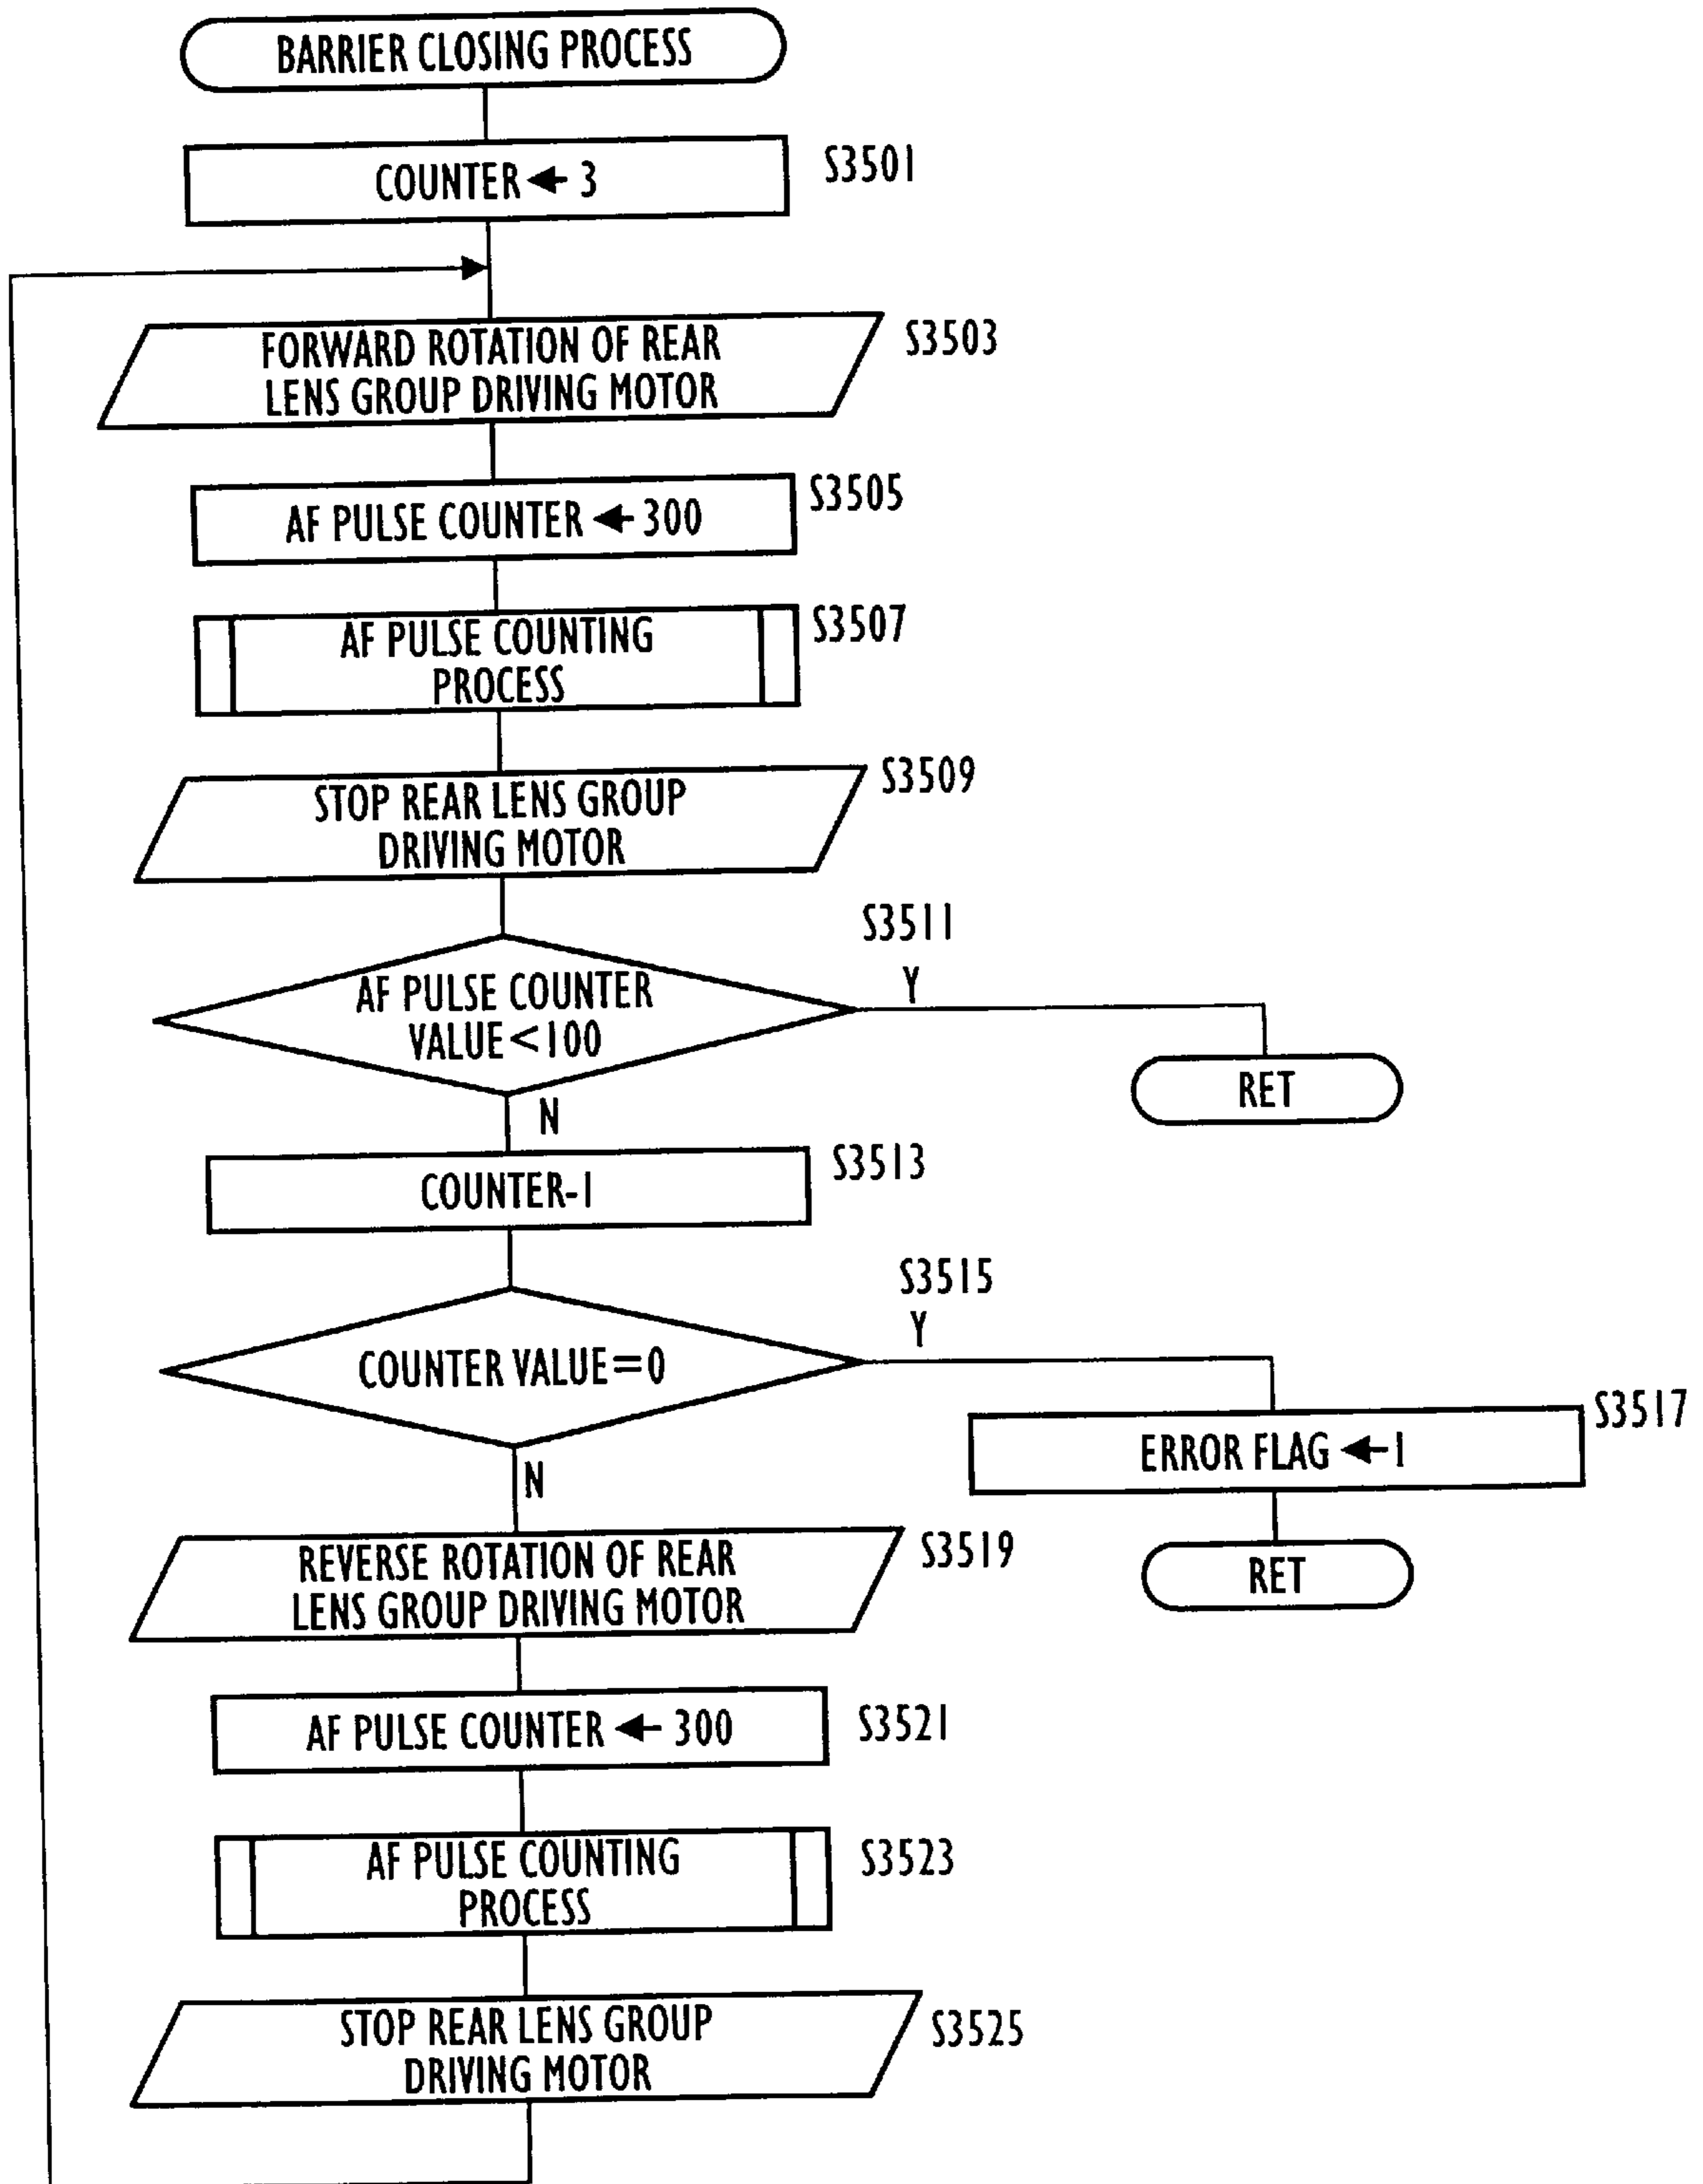 BARRIER CLOSING PROCESS
COUNTER ← 3
S3501
FORWARD ROTATION OF REAR
LENS GROUP DRIVING MOTOR
S3503
AF PULSE COUNTER ← 300
S3505
AF PULSE COUNTING
PROCESS
S3507
STOP REAR LENS GROUP
DRIVING MOTOR
S3509
S3511
AF PULSE COUNTER
VALUE<100
Y
RET
N
COUNTER-1
S3513
S3515
COUNTER VALUE=0
Y
ERROR FLAG ←1
S3517
RET
N
REVERSE ROTATION OF REAR
LENS GROUP DRIVING MOTOR
S3519
AF PULSE COUNTER ← 300
S3521
AF PULSE COUNTING
PROCESS
S3523
STOP REAR LENS GROUP
DRIVING MOTOR
S3525